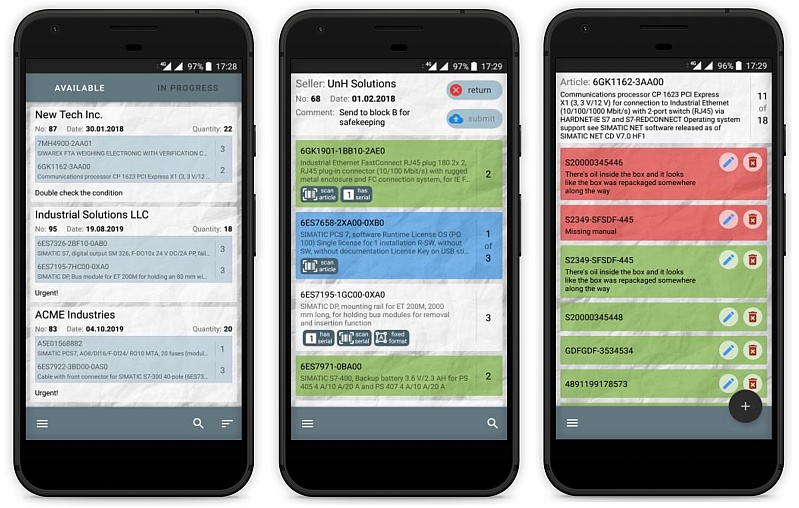 4G 97% 17:28
AVAILABLE IN PROGRESS
New Tech Inc.
No: 87 Date: 30.01.2018 Quantity: 22
7MH4900-2AA01
SIWAREX FTA WEIGHING ELECTRONIC WITH VERIFICATION C...
3
6GK1162-3AA00
Communications processor CP 1623 PCI Express X1 (3, 3 V/12 ...
2
Double check the condition
Industrial Solutions LLC
No: 95 Date: 19.08.2019 Quantity: 18
6ES7326-2BF10-0AB0
SIMATIC S7, digital output SM 326, F-DO10x 24 V DC/2A PP, fail...
3
6ES7195-7HC00-0XA0
SIMATIC DP, Bus module for ET 200M for holding an 80 mm wi...
3
Urgent!
ACME Industries
No: 83 Date: 04.10.2019 Quantity: 20
A5E01568882
SIMATIC PCS7, AO8/DI16/F-DI24/ RO10 MTA, 20 fuses (modul...
1
6ES7922-3BD00-0AS0
Cable with front connector for SIMATIC S7-300 40-pole (6ES73...
3
Urgent!
4G 97% 17:29
Seller: UnH Solutions
No: 68 Date: 01.02.2018
Comment: Send to block B for
safekeeping
return
submit
6GK1901-1BB10-2AE0
Industrial Ethernet FastConnect RJ45 plug 180 2x 2,
RJ45 plug-in connector (10/100 Mbit/s) with rugged
metal enclosure and FC connection system, for IE F...
2
scan
article
1 has
serial
6ES7658-2XA00-0XB0
SIMATIC PCS 7, software Runtime License OS (PO
100) Single license for 1 installation R-SW, without
SW, without documentation License Key on USB sti...
1
of
3
scan
article
6ES7195-1GC00-0XA0
SIMATIC DP, mounting rail for ET 200M, 2000
mm long, for holding bus modules for removal
and insertion function
3
1 has
serial
scan
article
A fixed
format
6ES7971-0BA00
SIMATIC S7-400, Backup battery 3.6 V/2.3 AH for PS
405 4 A/10 A/20 A and PS 407 4 A/10 A/20 A
2
4G 96% 17:29
Article: 6GK1162-3AA00
Communications processor CP 1623 PCI Express
X1 (3, 3 V/12 V) for connection to Industrial Ethernet
(10/100/1000 Mbit/s) with 2-port switch (RJ45) via
HARDNET-IE S7 and S7-REDCONNECT Operating system
support see SIMATIC NET software released as of
SIMATIC NET CD V7.0 HF1
11
of
18
S20000345446
There's oil inside the box and it looks
like the box was repackaged somewhere
along the way
S2349-SFSDF-445
Missing manual
S2349-SFSDF-445
There's oil inside the box and it looks
like the box was repackaged somewhere
along the way
S20000345448
GDFGDF-3534534
4891199178573
+